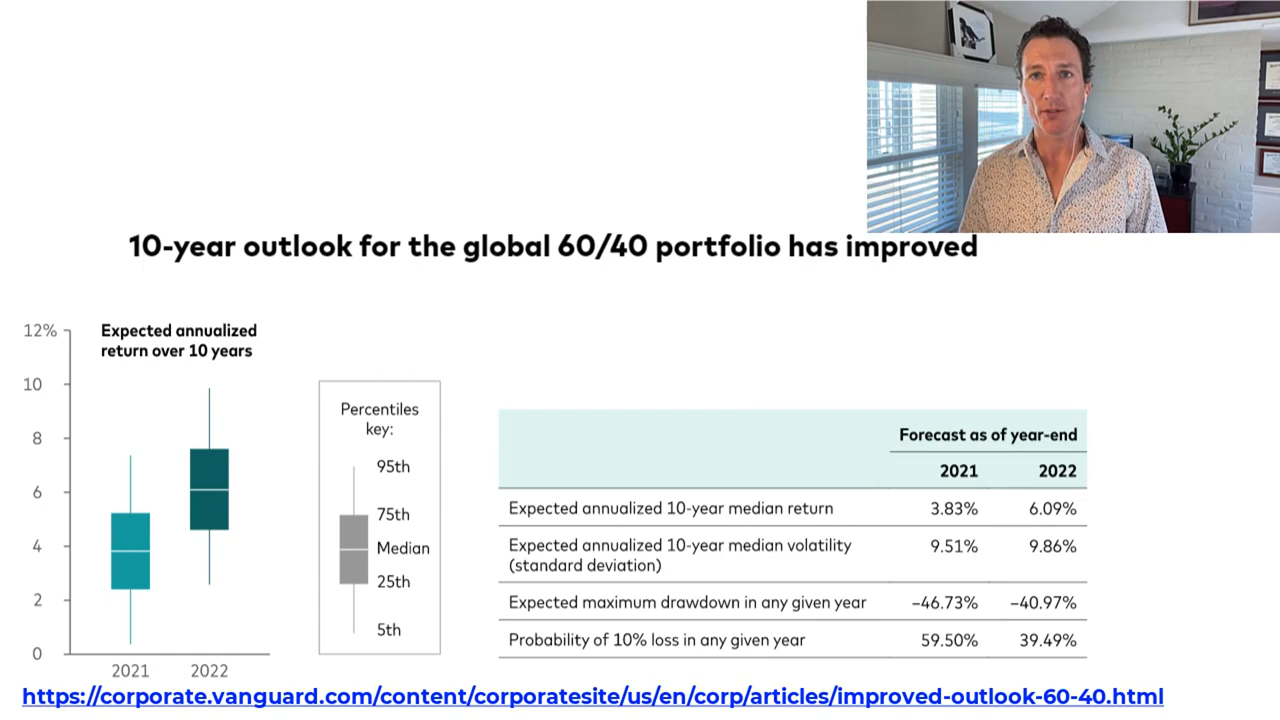 10-year outlook for the global 60/40 portfolio has improved
12%
10
8
6
4
2
0
Expected annualized
return over 10 years
2021
2022
Percentiles
key:
95th
75th
Median
25th
5th
Forecast as of year-end
2021 2022
Expected annualized 10-year median return 3.83% 6.09%
Expected annualized 10-year median volatility 9.51% 9.86%
(standard deviation)
Expected maximum drawdown in any given year –46.73% –40.97%
Probability of 10% loss in any given year 59.50% 39.49%
https://corporate.vanguard.com/content/corporatesite/us/en/corp/articles/improved-outlook-60-40.html